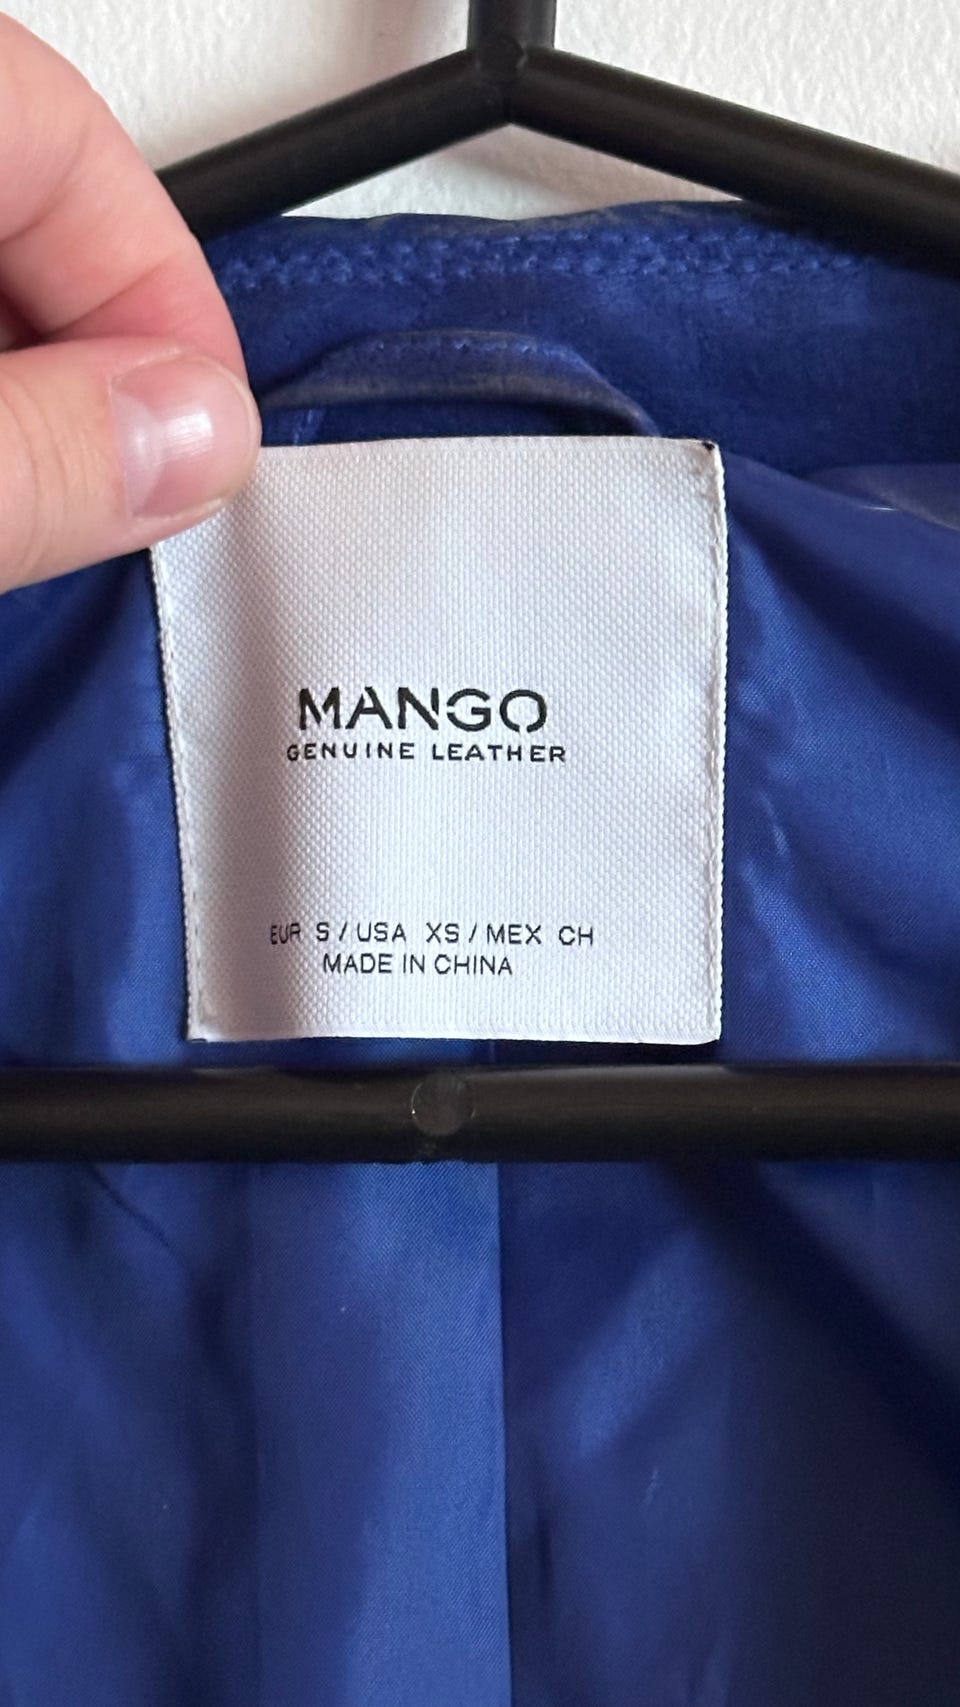 MANGO
GENUINE LEATHER
EUR S / USA XS / MEX CH
MADE IN CHINA